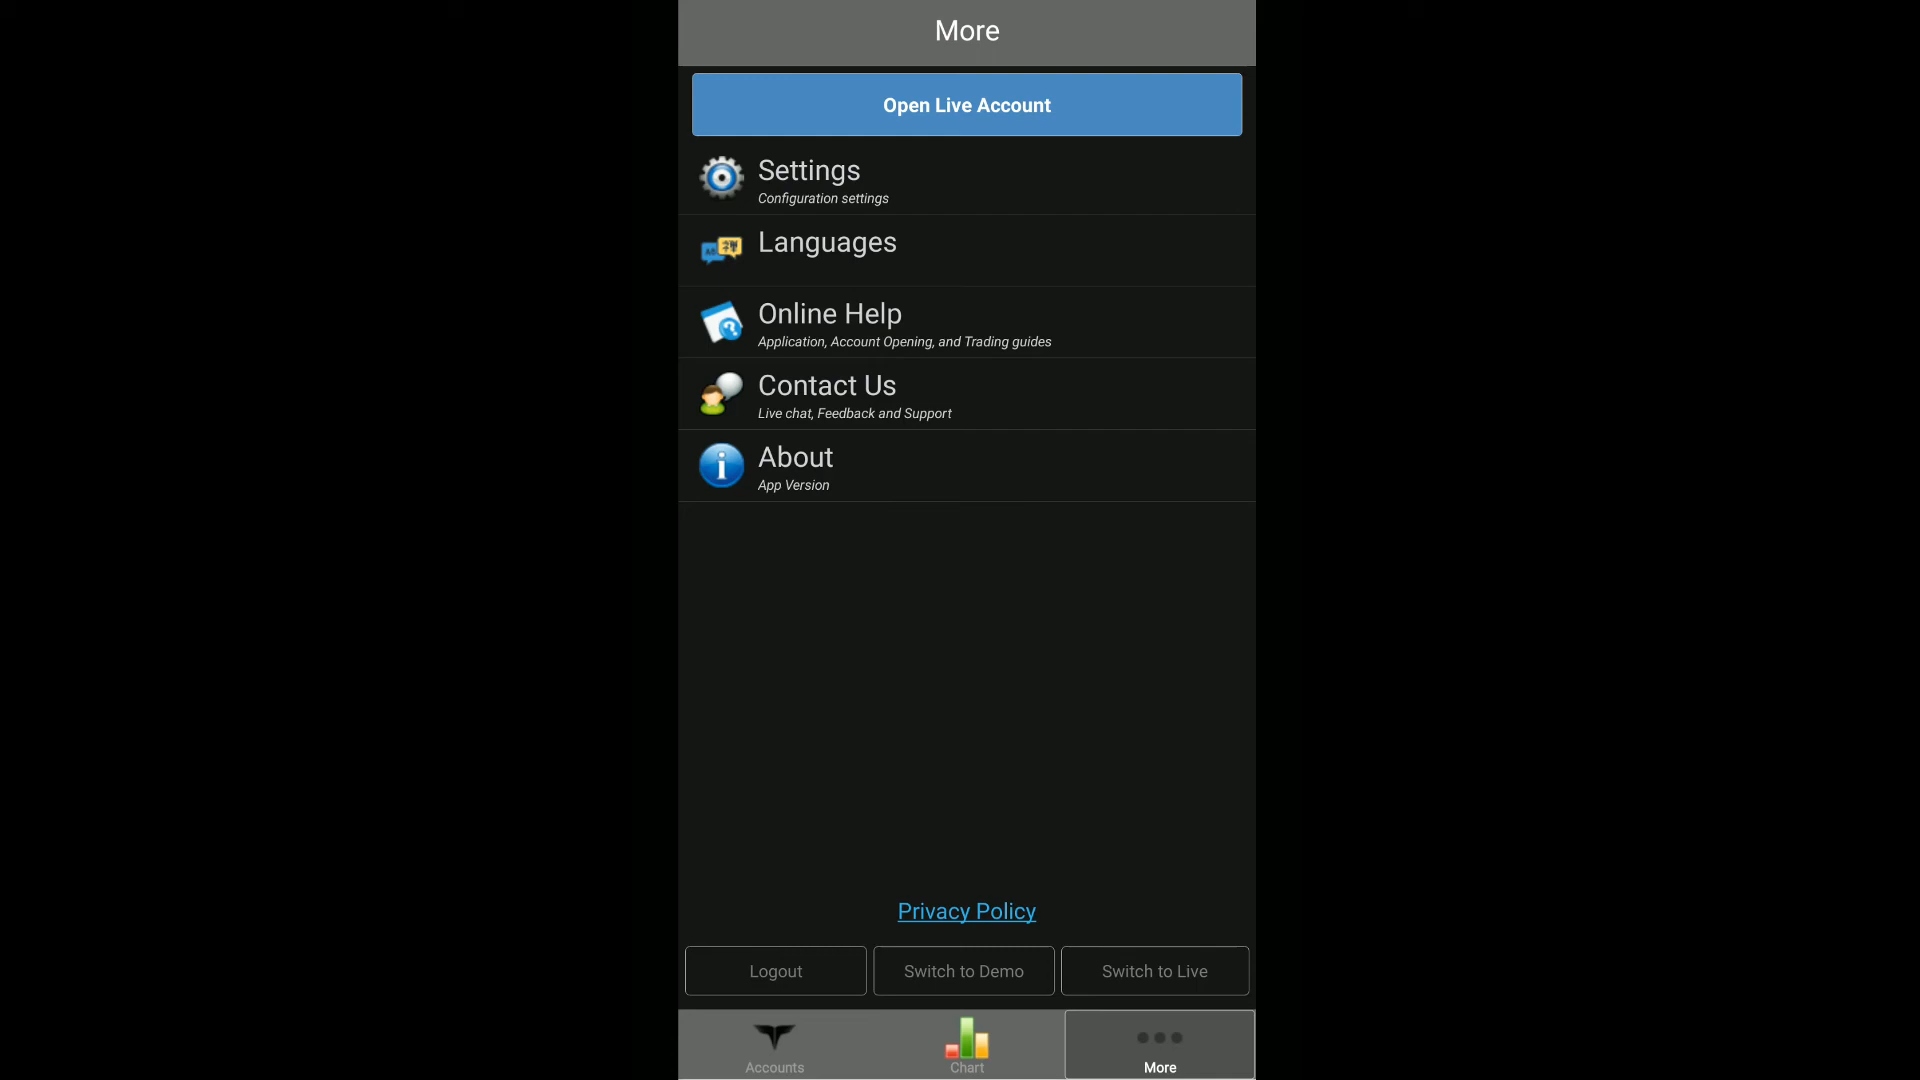 More
Open Live Account
Settings
Configuration settings
Languages
Online Help
Application, Account Opening, and Trading guides
Contact Us
Live chat, Feedback and Support
About
App Version
Privacy Policy
Logout
Switch to Demo
Switch to Live
Accounts
Chart
More